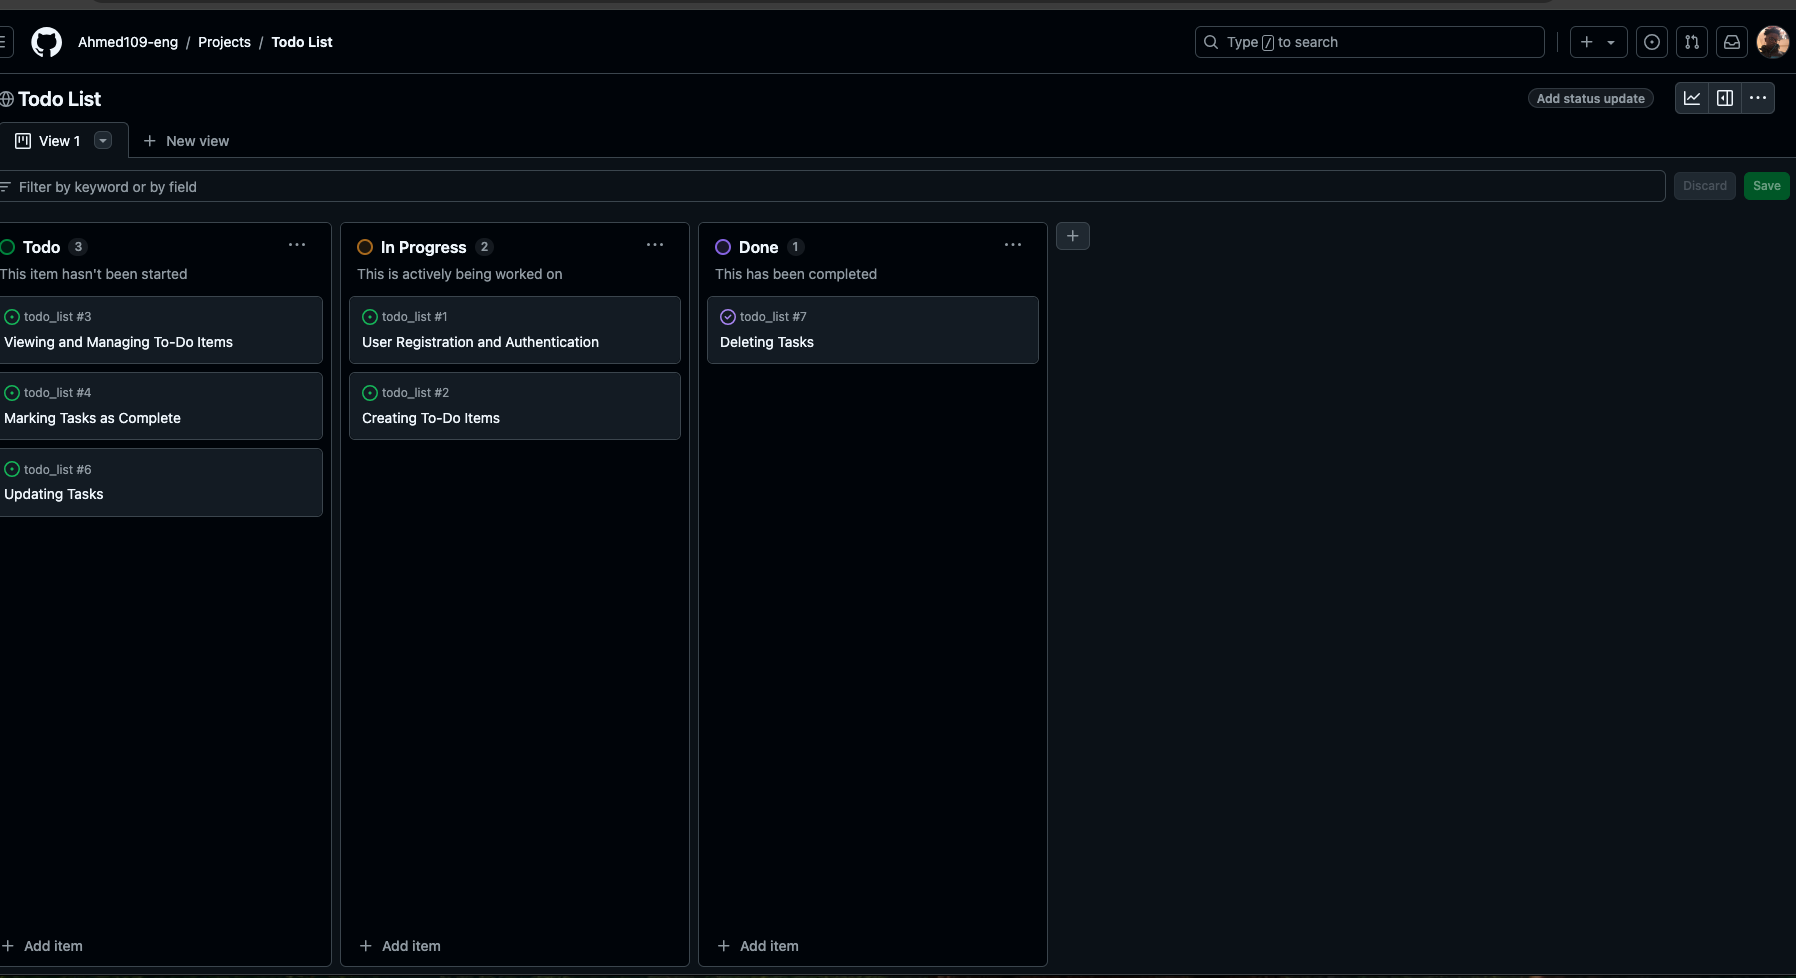 Ahmed109-eng / Projects / Todo List
Type / to search
Todo List
Add status update
View 1
New view
Filter by keyword or by field
Discard
Save
Todo 3
This item hasn't been started
todo_list #3
Viewing and Managing To-Do Items
todo_list #4
Marking Tasks as Complete
todo_list #6
Updating Tasks
Add item
In Progress 2
This is actively being worked on
todo_list #1
User Registration and Authentication
todo_list #2
Creating To-Do Items
Add item
Done 1
This has been completed
todo_list #7
Deleting Tasks
Add item